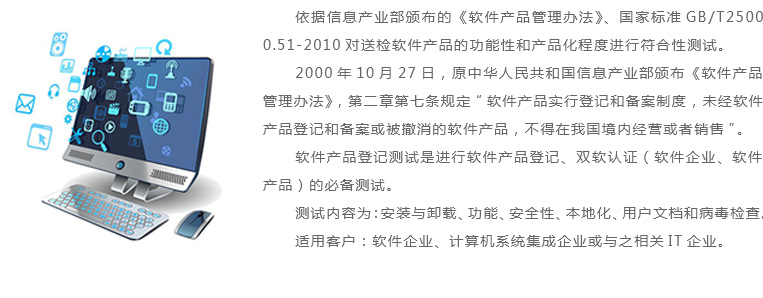 依据信息产业部颁布的《软件产品管理办法》、国家标准 GB/T2500
0.51-2010 对送检软件产品的功能性和产品化程度进行符合性测试。
2000 年 10 月 27 日，原中华人民共和国信息产业部颁布《软件产品
管理办法》，第二章第七条规定＂软件产品实行登记和备案制度，未经软件
产品登记和备案或被撤消的软件产品，不得在我国境内经营或者销售＂。
软件产品登记测试是进行软件产品登记、双软认证（软件企业、软件
产品）的必备测试。
测试内容为：安装与卸载、功能、安全性、本地化、用户文档和病毒检查.
适用客户：软件企业、计算机系统集成企业或与之相关 IT 企业。